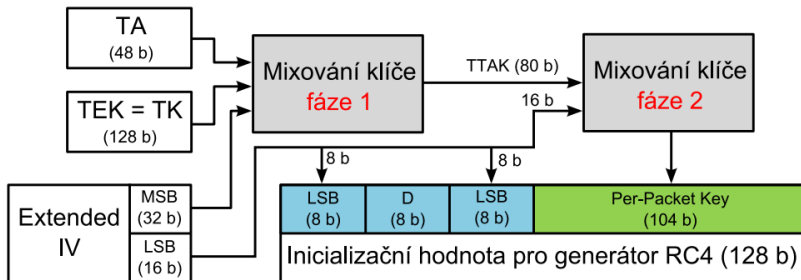 TA
(48 b)
TEK = TK
(128 b)
Extended
IV
MSB
(32 b)
LSB
(16 b)
Mixování klíče
fáze 1
TTAK (80 b)
16 b
Mixování klíče
fáze 2
8 b
8 b
LSB
(8 b)
D
(8 b)
LSB
(8 b)
Per-Packet Key
(104 b)
Inicializační hodnota pro generátor RC4 (128 b)